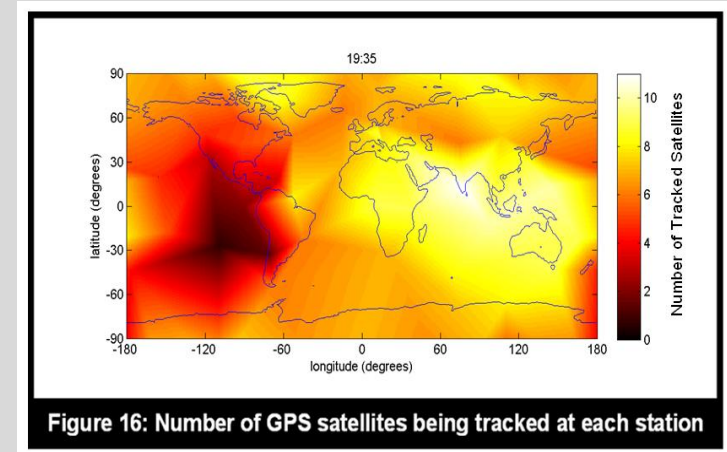 19:35
90
60
30
0
-30
-60
-90
latitude (degrees)
-180 -120 -60 0 60 120 180
longitude (degrees)
10
8
6
4
2
0
Number of Tracked Satellites
Figure 16: Number of GPS satellites being tracked at each station